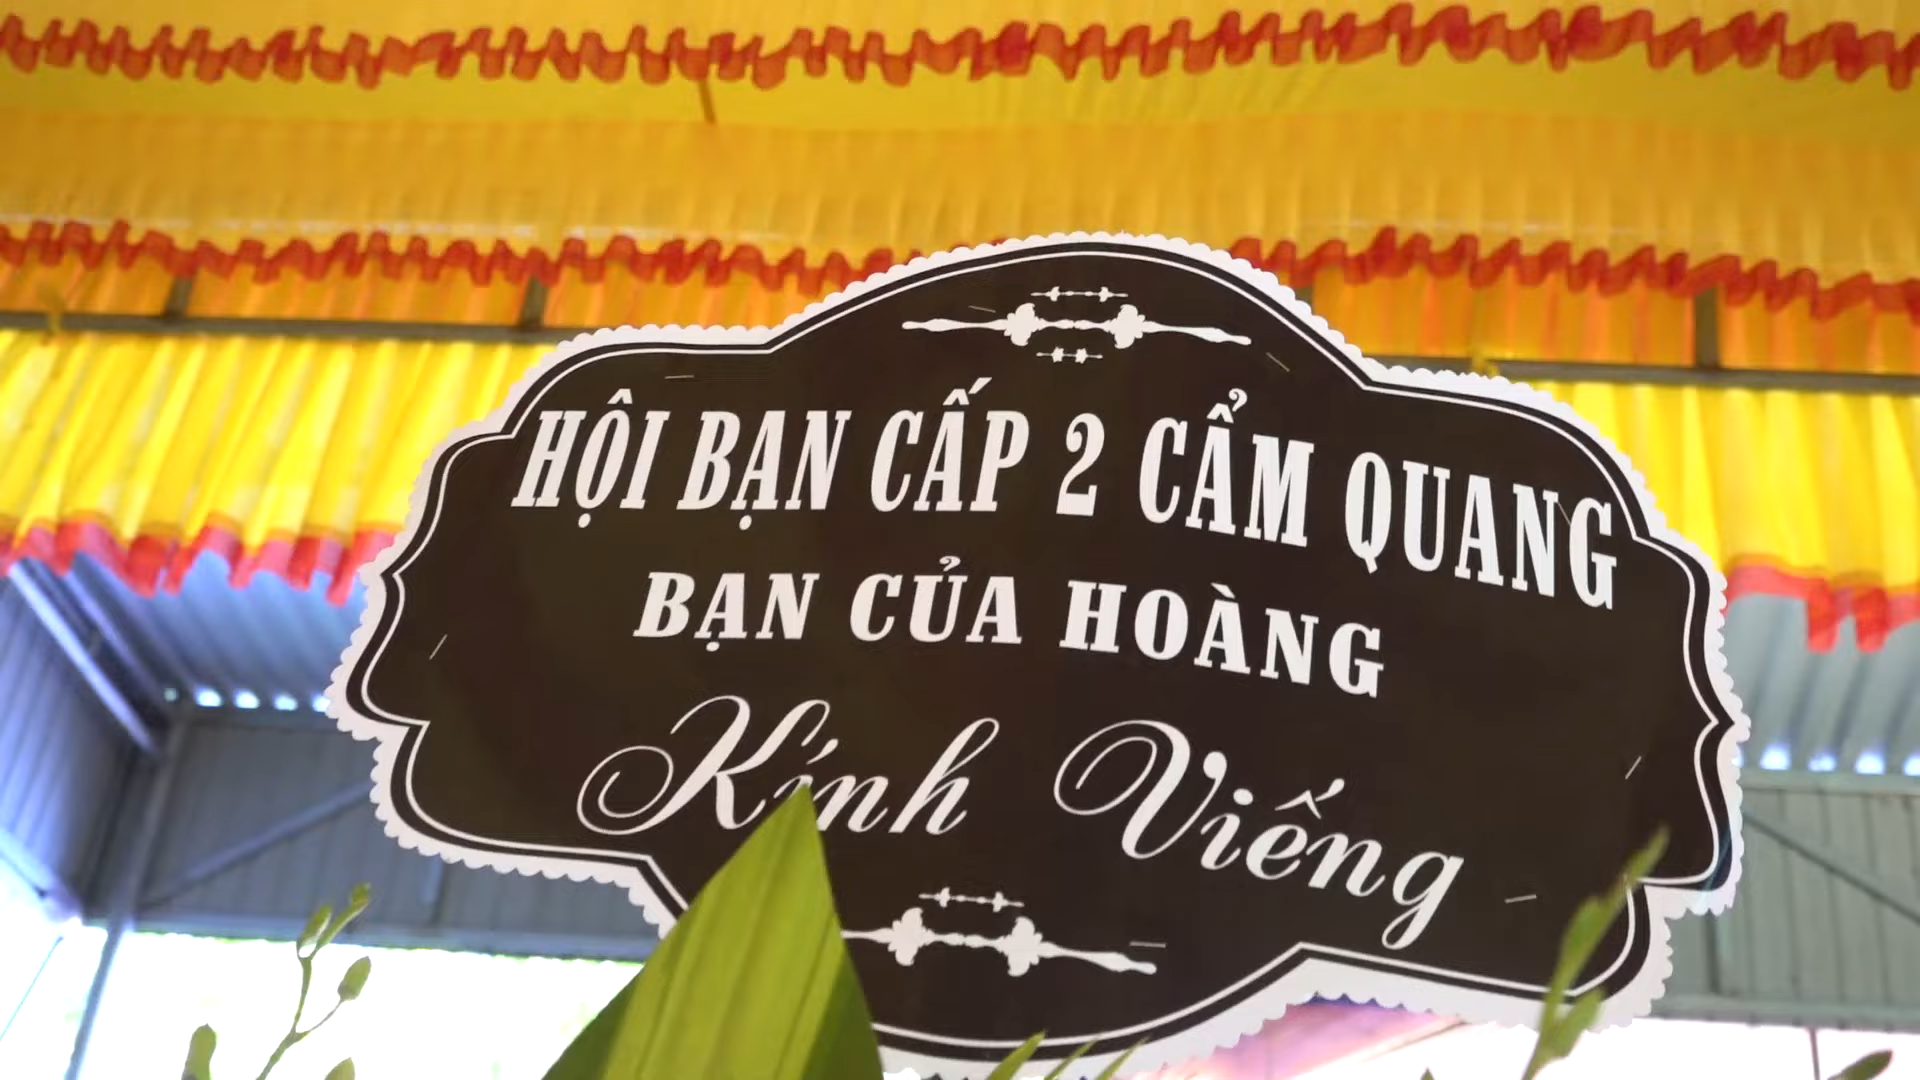 HỘI BẠN CẤP 2 CẨM QUANG
BẠN CỦA HOÀNG
Kính Viếng